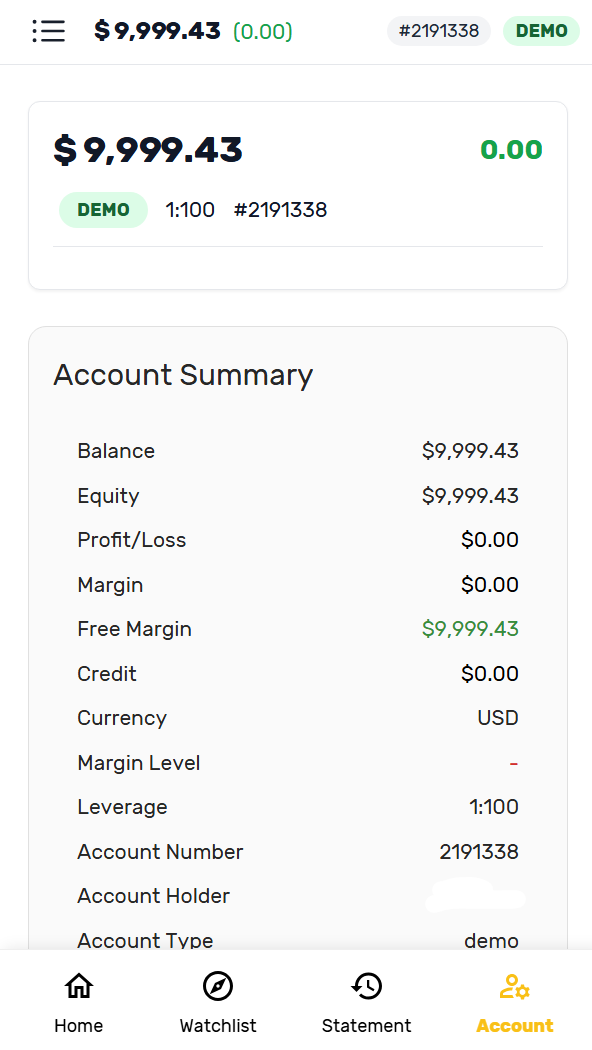 $ 9,999.43 (0.00) #2191338 DEMO
$ 9,999.43 0.00
DEMO 1:100 #2191338
Account Summary
Balance $9,999.43
Equity $9,999.43
Profit/Loss $0.00
Margin $0.00
Free Margin $9,999.43
Credit $0.00
Currency USD
Margin Level -
Leverage 1:100
Account Number 2191338
Account Holder
Account Type demo
Home Watchlist Statement Account